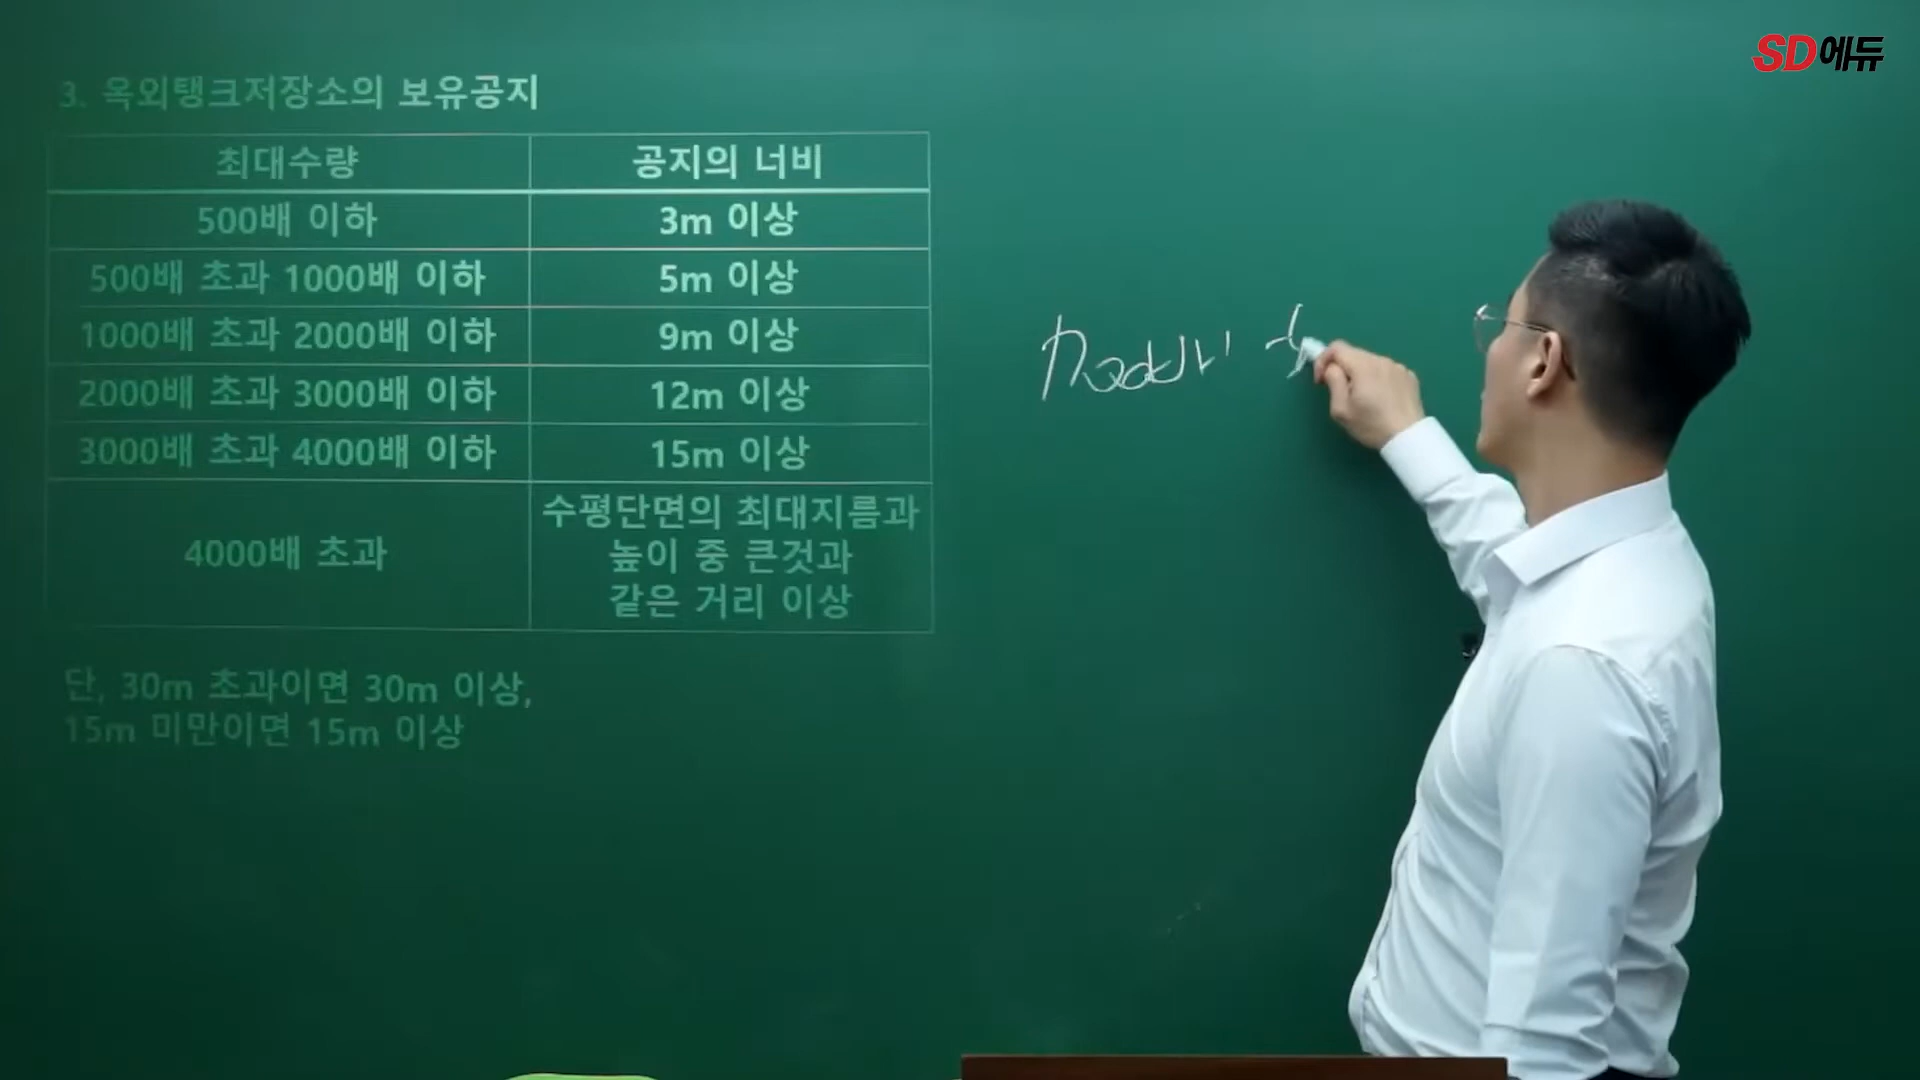 SD에듀
3. 옥외탱크저장소의 보유공지
최대수량 공지의 너비
500배 이하 3m 이상
500배 초과 1000배 이하 5m 이상
1000배 초과 2000배 이하 9m 이상
2000배 초과 3000배 이하 12m 이상
3000배 초과 4000배 이하 15m 이상
4000배 초과 수평단면의 최대지름과
높이 중 큰것과
같은 거리 이상
단, 30m 초과이면 30m 이상,
15m 미만이면 15m 이상